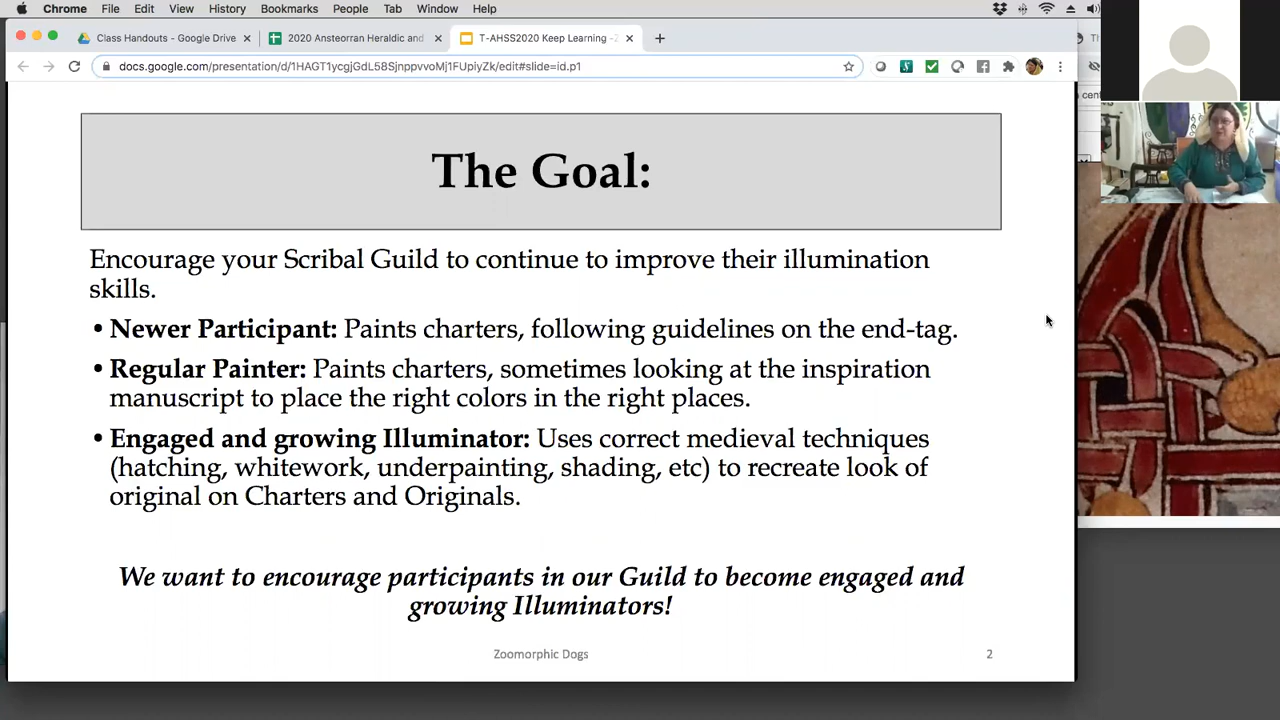 Chrome File Edit View History Bookmarks People Tab Window Help
Class Handouts - Google Drive
2020 Ansteorran Heraldic and
T-AHSS2020 Keep Learning
docs.google.com/presentation/d/1HAGT1ycgjGdL58SjnppvvoMj1FUpiyZk/edit#slide=id.p1
The Goal:
Encourage your Scribal Guild to continue to improve their illumination
skills.
• Newer Participant: Paints charters, following guidelines on the end-tag.
• Regular Painter: Paints charters, sometimes looking at the inspiration
manuscript to place the right colors in the right places.
• Engaged and growing Illuminator: Uses correct medieval techniques
(hatching, whitework, underpainting, shading, etc) to recreate look of
original on Charters and Originals.
We want to encourage participants in our Guild to become engaged and
growing Illuminators!
Zoomorphic Dogs
2